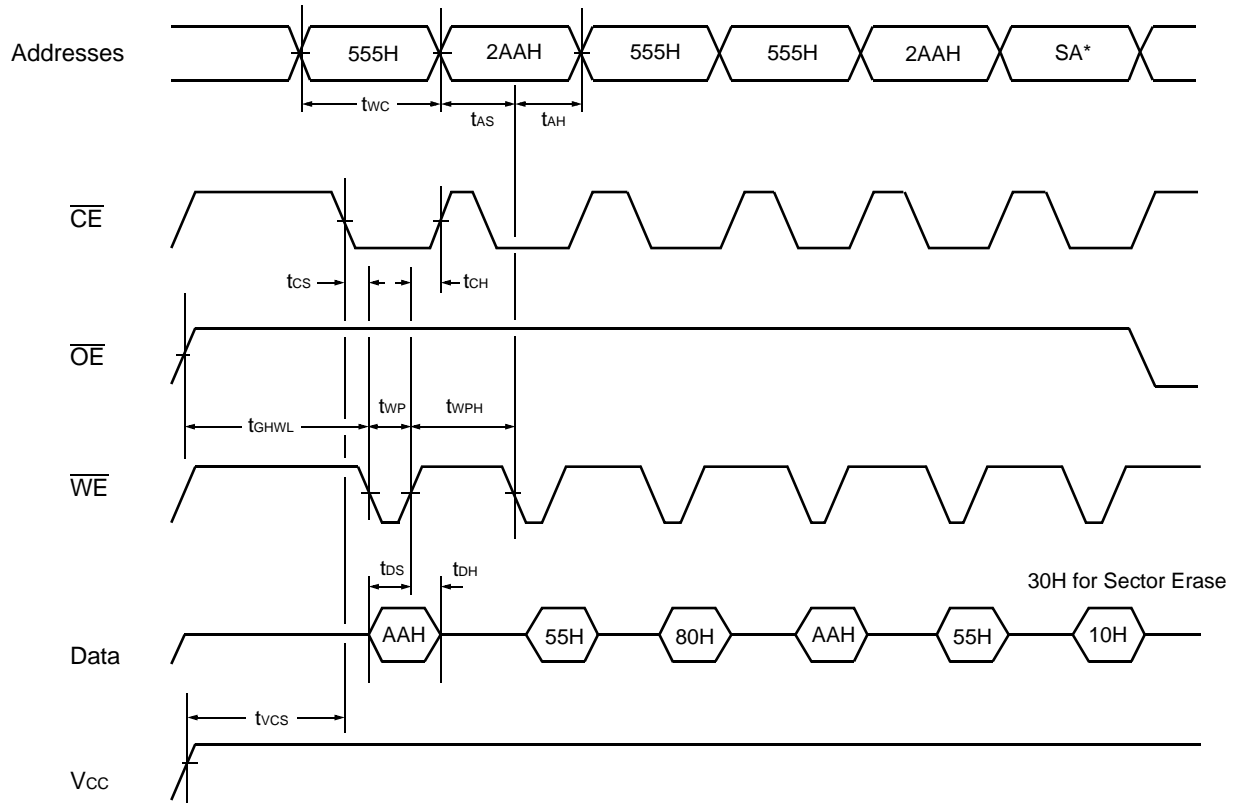 Addresses
555H 2AAH 555H 555H 2AAH SA*
tWC
tAS tAH
CE
tCS tCH
OE
tGHWL tWP tWPH
WE
tDS tDH
30H for Sector Erase
Data
AAH 55H 80H AAH 55H 10H
tVCS
VCC